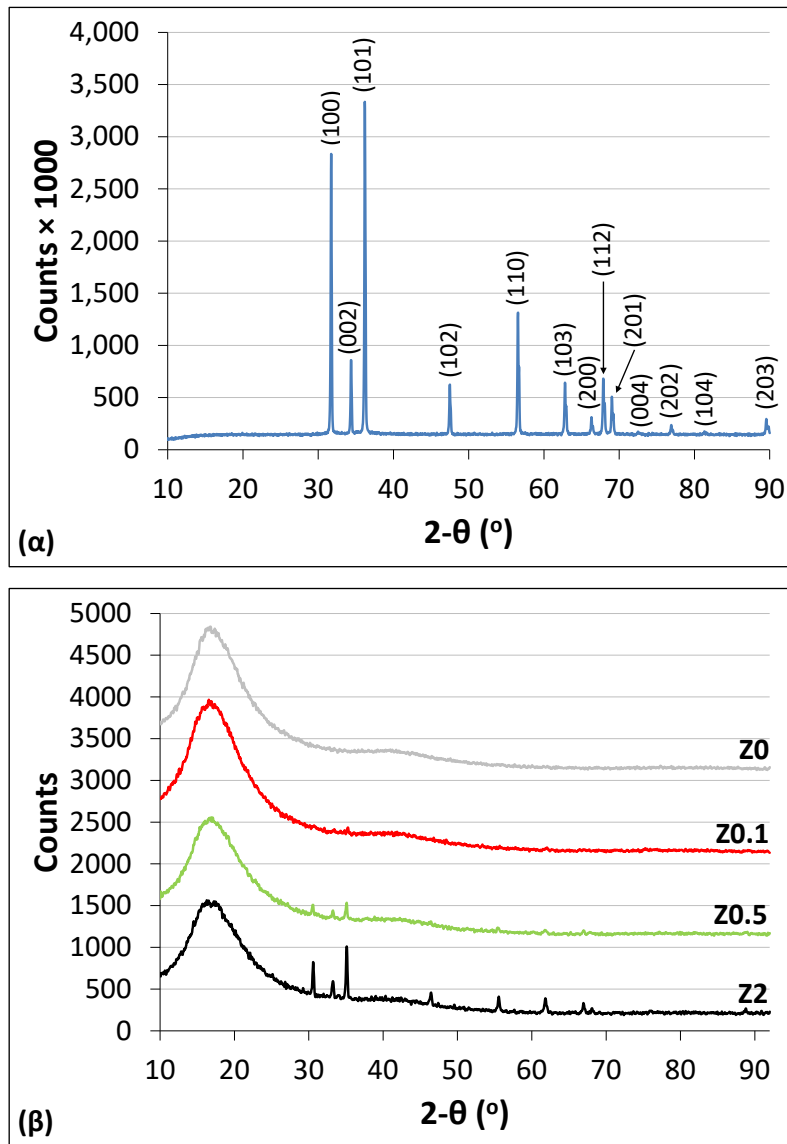 4,000
3,500
3,000
2,500
2,000
1,500
1,000
500
0
Counts × 1000
(100)
(002)
(101)
(102)
(110)
(103)
(200)
(112)
(201)
(004)
(202)
(104)
(203)
10 20 30 40 50 60 70 80 90
2-θ (º)
(α)
5000
4500
4000
3500
3000
2500
2000
1500
1000
500
0
Counts
Z0
Z0.1
Z0.5
Z2
10 20 30 40 50 60 70 80 90
2-θ (º)
(β)